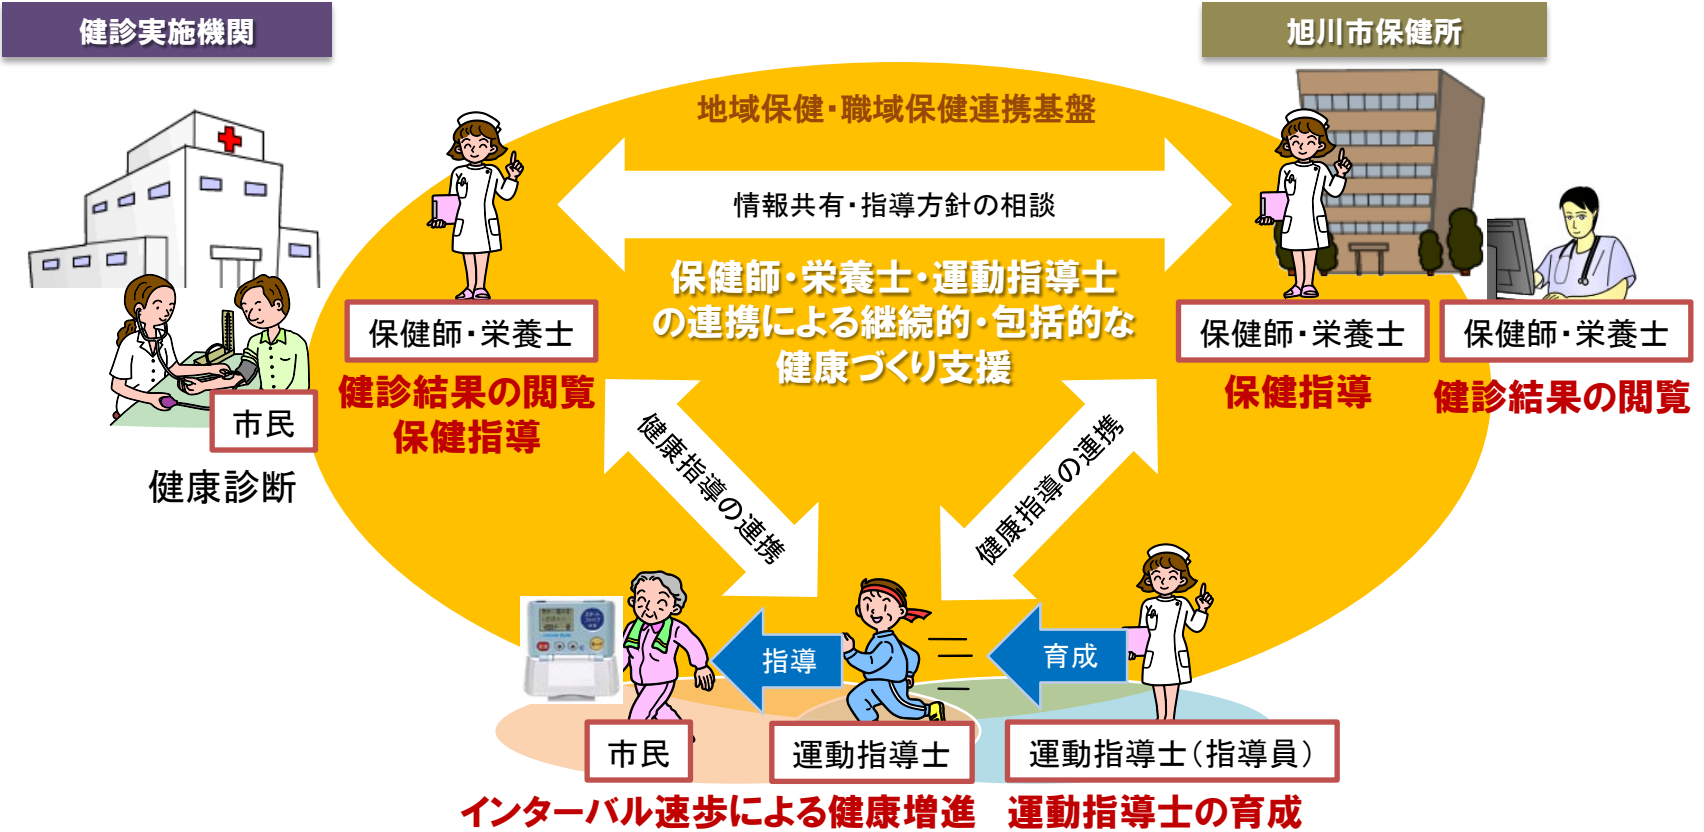 健診実施機関
旭川市保健所
地域保健・職域保健連携基盤
情報共有・指導方針の相談
保健師・栄養士・運動指導士
の連携による継続的・包括的な
健康づくり支援
保健師・栄養士
健診結果の閲覧
保健指導
市民
健康診断
保健師・栄養士
保健指導
保健師・栄養士
健診結果の閲覧
健康指導の連携
健康指導の連携
指導
育成
市民
運動指導士
運動指導士（指導員）
インターバル速歩による健康増進
運動指導士の育成